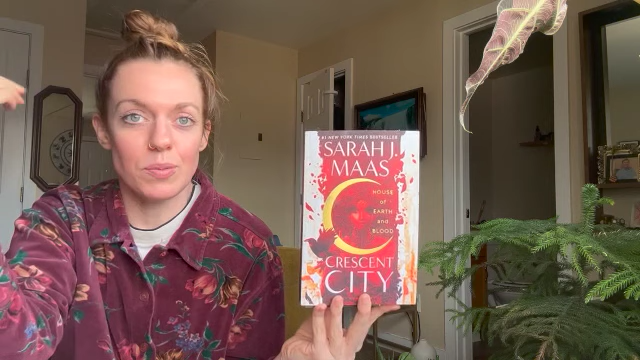 #1 NEW YORK TIMES BESTSELLER
SARAH J.
MAAS
HOUSE
of
EARTH
and
BLOOD
CRESCENT
CITY